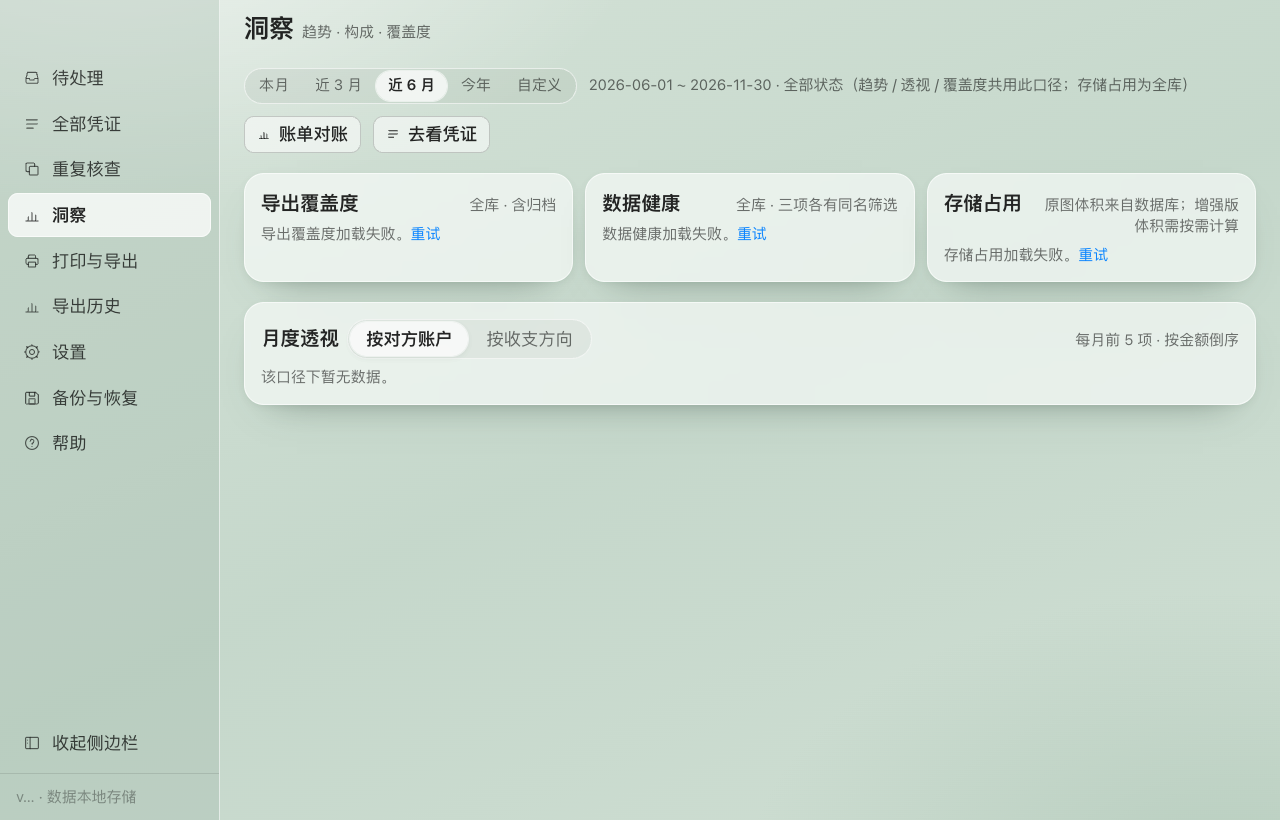 待处理
全部凭证
重复核查
洞察
打印与导出
导出历史
设置
备份与恢复
帮助
收起侧边栏
v... · 数据本地存储
洞察 趋势 · 构成 · 覆盖度
本月 近 3 月 近 6 月 今年 自定义 2026-06-01 ~ 2026-11-30 · 全部状态（趋势 / 透视 / 覆盖度共用此口径；存储占用为全库）
账单对账 去看凭证
导出覆盖度 全库 · 含归档
导出覆盖度加载失败。重试
数据健康 全库 · 三项各有同名筛选
数据健康加载失败。重试
存储占用 原图体积来自数据库；增强版
体积需按需计算
存储占用加载失败。重试
月度透视 按对方账户 按收支方向 每月前 5 项 · 按金额倒序
该口径下暂无数据。